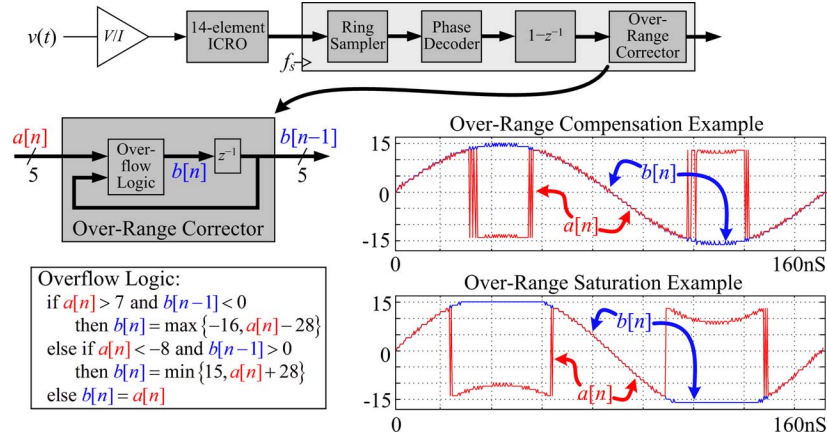 v(t)
V/I
14-element
ICRO
f_s
Ring
Sampler
Phase
Decoder
1−z⁻¹
Over-
Range
Corrector
a[n]
5
Over-
flow
Logic
b[n]
z⁻¹
b[n−1]
5
Over-Range Corrector
Overflow Logic:
if a[n] > 7 and b[n−1] < 0
then b[n] = max {−16, a[n] − 28}
else if a[n] < −8 and b[n−1] > 0
then b[n] = min {15, a[n] + 28}
else b[n] = a[n]
Over-Range Compensation Example
15
0
-15
a[n]
b[n]
0
160nS
Over-Range Saturation Example
15
0
-15
a[n]
b[n]
0
160nS